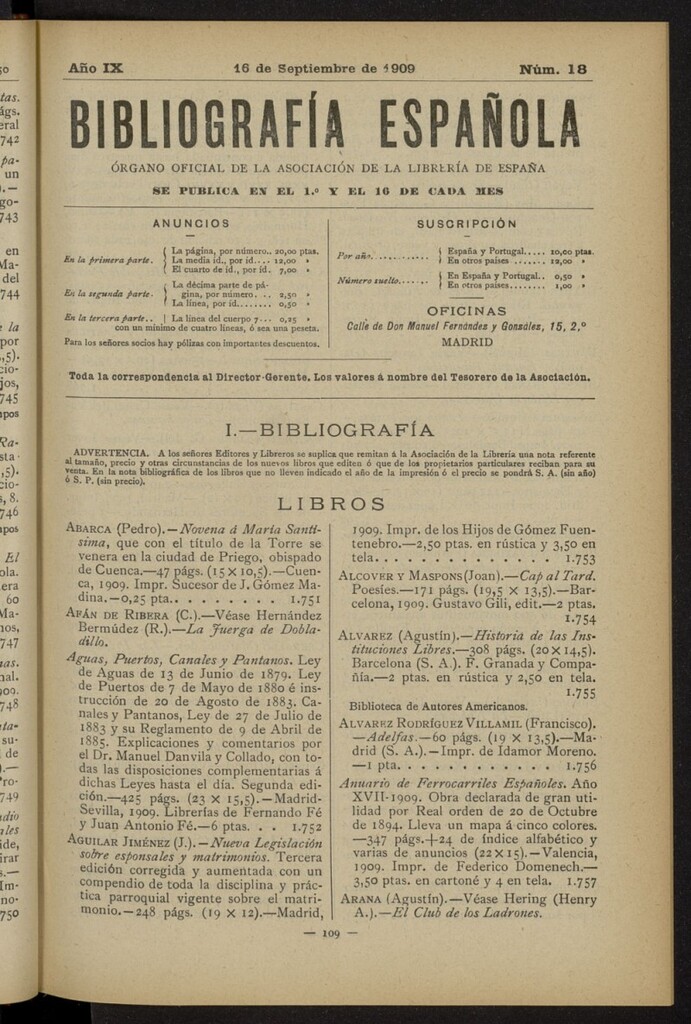 Año IX
16 de Septiembre de 1909
Núm. 18
BIBLIOGRAFÍA ESPAÑOLA
ÓRGANO OFICIAL DE LA ASOCIACIÓN DE LA LIBRERÍA DE ESPAÑA
SE PUBLICA EN EL 1.º Y EL 16 DE CADA MES
ANUNCIOS
En la primera parte. { La página, por número.. 20,00 ptas.
La media id., por id.... 12,00 »
El cuarto de id., por id. 7,00 »
En la segunda parte. { La décima parte de pá-
gina, por número. . . 2,50 »
La línea, por id........ 0,50 »
En la tercera parte.. | La línea del cuerpo 7... 0,25 »
con un mínimo de cuatro líneas, ó sea una peseta.
Para los señores socios hay pólizas con importantes descuentos.
SUSCRIPCIÓN
Por año............ { España y Portugal..... 10,00 ptas.
En otros países ....... 12,00 »
Número suelto....... { En España y Portugal.. 0,50 »
En otros países........ 1,00 »
OFICINAS
Calle de Don Manuel Fernández y González, 15, 2.º
MADRID
Toda la correspondencia al Director-Gerente. Los valores á nombre del Tesorero de la Asociación.
I.—BIBLIOGRAFÍA
ADVERTENCIA. A los señores Editores y Libreros se suplica que remitan á la Asociación de la Librería una nota referente
al tamaño, precio y otras circunstancias de los nuevos libros que editen ó que de los propietarios particulares reciban para su
venta. En la nota bibliográfica de los libros que no lleven indicado el año de la impresión ó el precio se pondrá S. A. (sin año)
ó S. P. (sin precio).
LIBROS
ABARCA (Pedro).—Novena á María Santí-
sima, que con el título de la Torre se
venera en la ciudad de Priego, obispado
de Cuenca.—47 págs. (15 × 10,5).—Cuen-
ca, 1909. Impr. Sucesor de J. Gómez Ma-
dina.—0,25 pta. . . . . . . . . 1.751
AFÁN DE RIBERA (C.).—Véase Hernández
Bermúdez (R.).—La Juerga de Dobla-
dillo.
Aguas, Puertos, Canales y Pantanos. Ley
de Aguas de 13 de Junio de 1879. Ley
de Puertos de 7 de Mayo de 1880 é ins-
trucción de 20 de Agosto de 1883. Ca-
nales y Pantanos, Ley de 27 de Julio de
1883 y su Reglamento de 9 de Abril de
1885. Explicaciones y comentarios por
el Dr. Manuel Danvila y Collado, con to-
das las disposiciones complementarias á
dichas Leyes hasta el día. Segunda edi-
ción.—425 págs. (23 × 15,5).—Madrid-
Sevilla, 1909. Librerías de Fernando Fé
y Juan Antonio Fé.—6 ptas. . . 1.752
AGUILAR JIMÉNEZ (J.).—Nueva Legislación
sobre esponsales y matrimonios. Tercera
edición corregida y aumentada con un
compendio de toda la disciplina y prác-
tica parroquial vigente sobre el matri-
monio.—248 págs. (19 × 12).—Madrid,
1909. Impr. de los Hijos de Gómez Fuen-
tenebro.—2,50 ptas. en rústica y 3,50 en
tela. . . . . . . . . . . . . . 1.753
ALCOVER Y MASPONS (Joan).—Cap al Tard.
Poesíes.—171 págs. (19,5 × 13,5).—Bar-
celona, 1909. Gustavo Gili, edit.—2 ptas.
1.754
ALVAREZ (Agustín).—Historia de las Ins-
tituciones Libres.—308 págs. (20 × 14,5).
Barcelona (S. A.). F. Granada y Compa-
ñía.—2 ptas. en rústica y 2,50 en tela.
1.755
Biblioteca de Autores Americanos.
ALVAREZ RODRÍGUEZ VILLAMIL (Francisco).
—Adelfas.—60 págs. (19 × 13,5).—Ma-
drid (S. A.).—Impr. de Idamor Moreno.
—1 pta. . . . . . . . . . . . . 1.756
Anuario de Ferrocarriles Españoles. Año
XVII-1909. Obra declarada de gran uti-
lidad por Real orden de 20 de Octubre
de 1894. Lleva un mapa á cinco colores.
—347 págs.+24 de índice alfabético y
varias de anuncios (22 × 15).—Valencia,
1909. Impr. de Federico Domenech.—
3,50 ptas. en cartoné y 4 en tela. 1.757
ARANA (Agustín).—Véase Hering (Henry
A.).—El Club de los Ladrones.
— 109 —